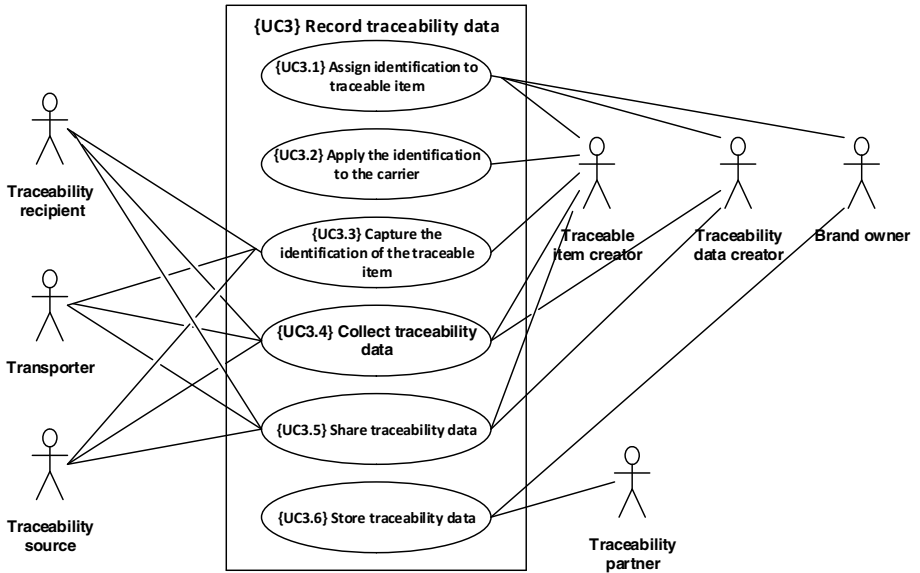 {UC3} Record traceability data
{UC3.1} Assign identification to
traceable item
{UC3.2} Apply the identification
to the carrier
{UC3.3} Capture the
identification of the traceable
item
{UC3.4} Collect traceability
data
{UC3.5} Share traceability data
{UC3.6} Store traceability data
Traceability
recipient
Transporter
Traceability
source
Traceable
item creator
Traceability
data creator
Brand owner
Traceability
partner